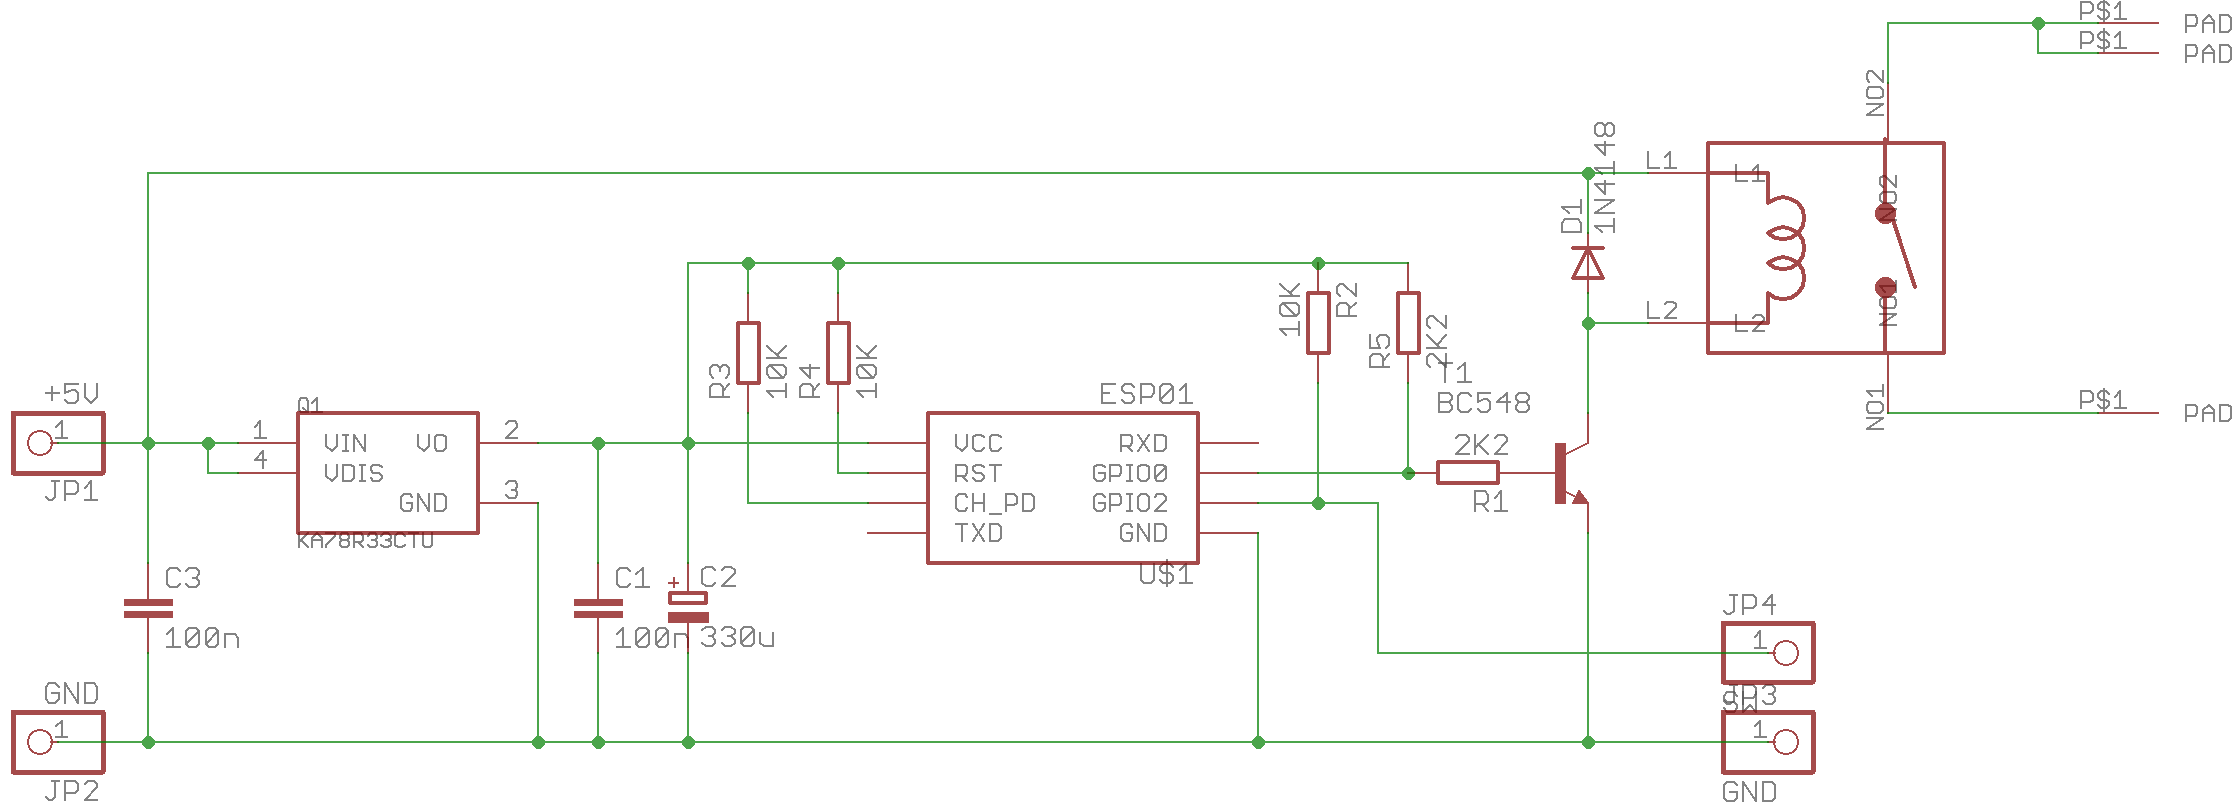 P$1
PAD
P$1
PAD
NO2
1N4148
D1
L1
L1
NO2
L2
L2
NO1
NO1
P$1
PAD
10K
R2
R5
2K2
T1
BC548
R3
10K
R4
10K
ESP01
+5V
1
JP1
Q1
1
VIN
VO
2
4
VDIS
GND
3
KA78R33CTU
VCC
RXD
RST
GPIO0
CH_PD
GPIO2
TXD
GND
U$1
2K2
R1
C3
100n
C1
100n
+
C2
330u
GND
1
JP2
JP4
1
JP3
SW
1
GND